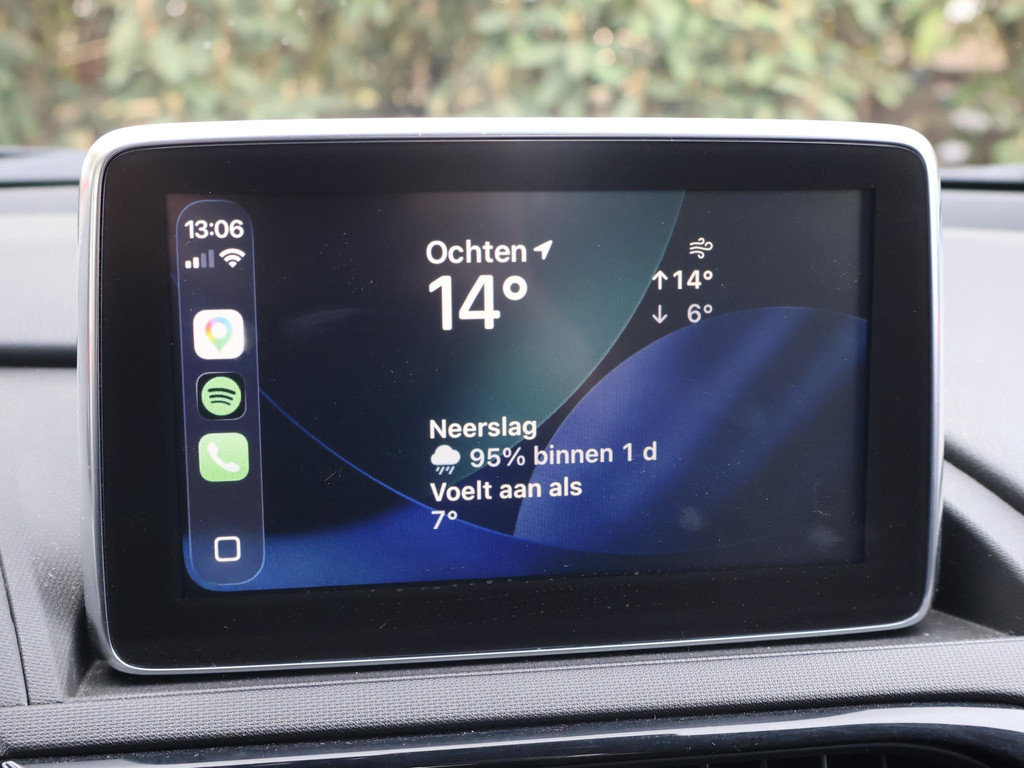 13:06
Ochten
14°
↑14°
↓ 6°
Neerslag
95% binnen 1 d
Voelt aan als
7°